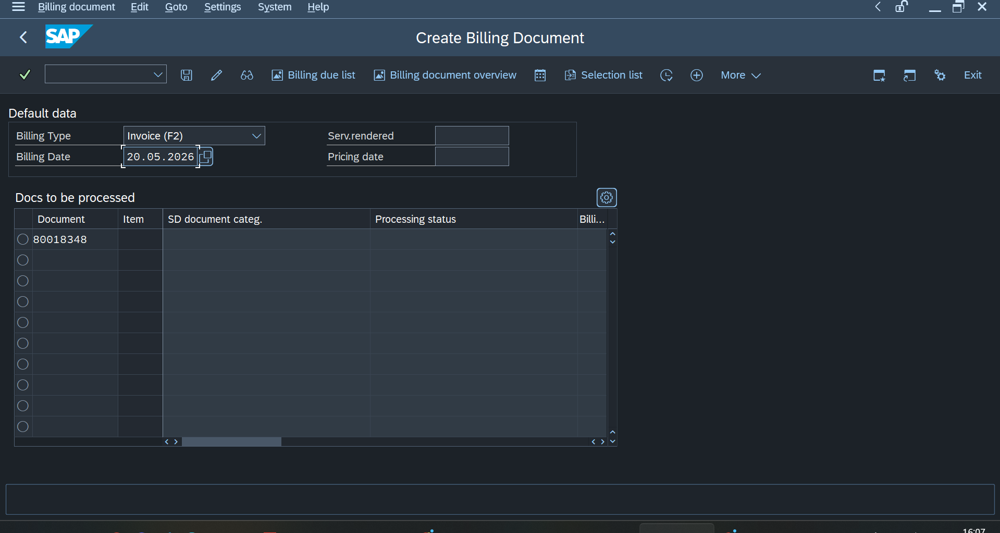 Billing document Edit Goto Settings System Help
SAP Create Billing Document
Billing due list Billing document overview Selection list More Exit
Default data
Billing Type Invoice (F2) Serv.rendered
Billing Date 20.05.2026 Pricing date
Docs to be processed
Document Item SD document categ. Processing status Billi...
80018348
16:07